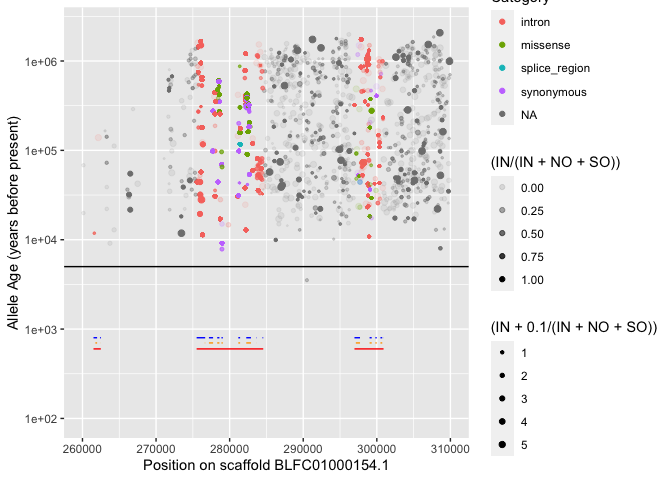 Category
intron
missense
splice_region
synonymous
NA
(IN/(IN + NO + SO))
0.00
0.25
0.50
0.75
1.00
(IN + 0.1/(IN + NO + SO))
1
2
3
4
5
Allele Age (years before present)
1e+06
1e+05
1e+04
1e+03
1e+02
260000 270000 280000 290000 300000 310000
Position on scaffold BLFC01000154.1